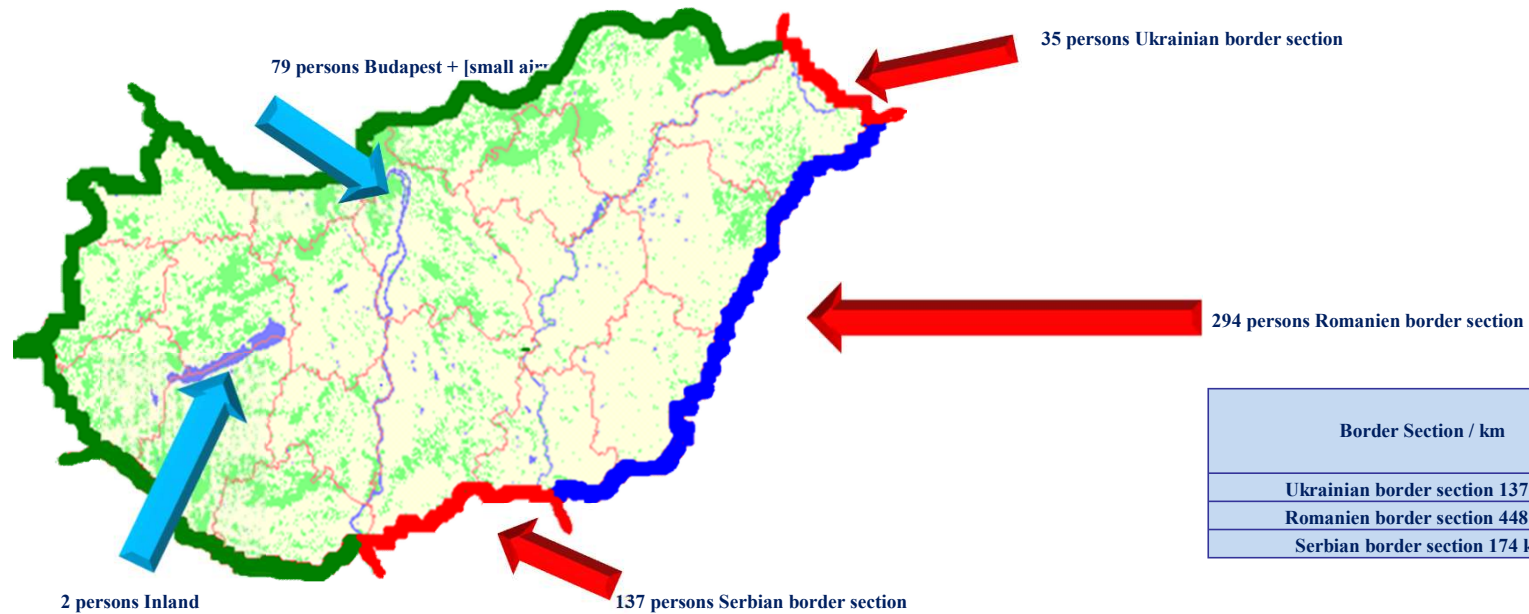 35 persons Ukrainian border section
79 persons Budapest + [small
294 persons Romanien border section
Border Section / km
Ukrainian border section 137
Romanien border section 448
Serbian border section 174
2 persons Inland
137 persons Serbian border section